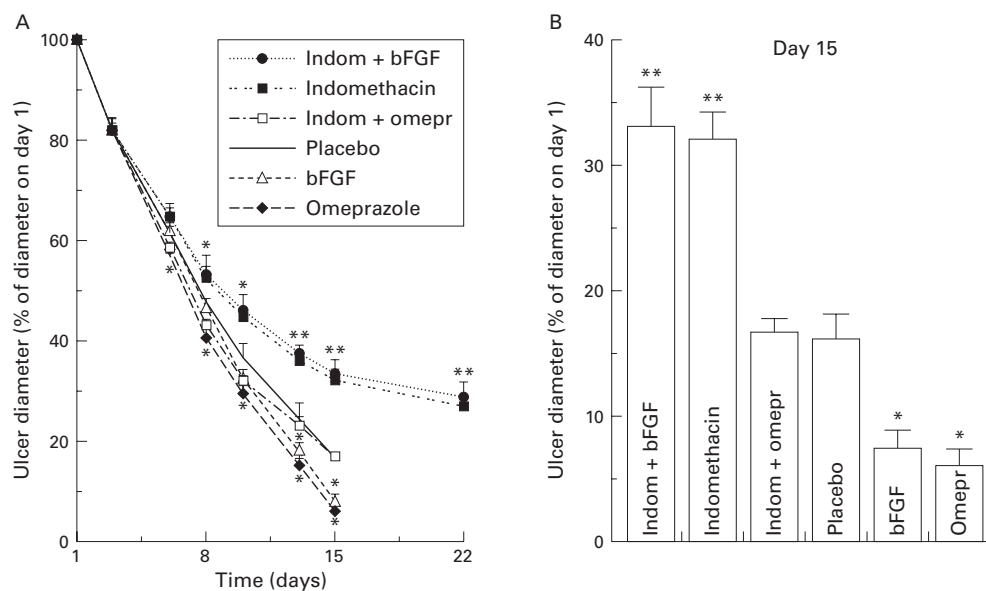 A
Ulcer diameter (% of diameter on day 1)
100
80
60
40
20
0
Indom + bFGF
Indomethacin
Indom + omepr
Placebo
bFGF
Omeprazole
*
*
**
**
**
*
*
*
*
*
*
*
1
8
15
22
Time (days)
B
Day 15
Ulcer diameter (% of diameter on day 1)
40
30
20
10
0
**
**
*
*
Indom + bFGF
Indomethacin
Indom + omepr
Placebo
bFGF
Omepr